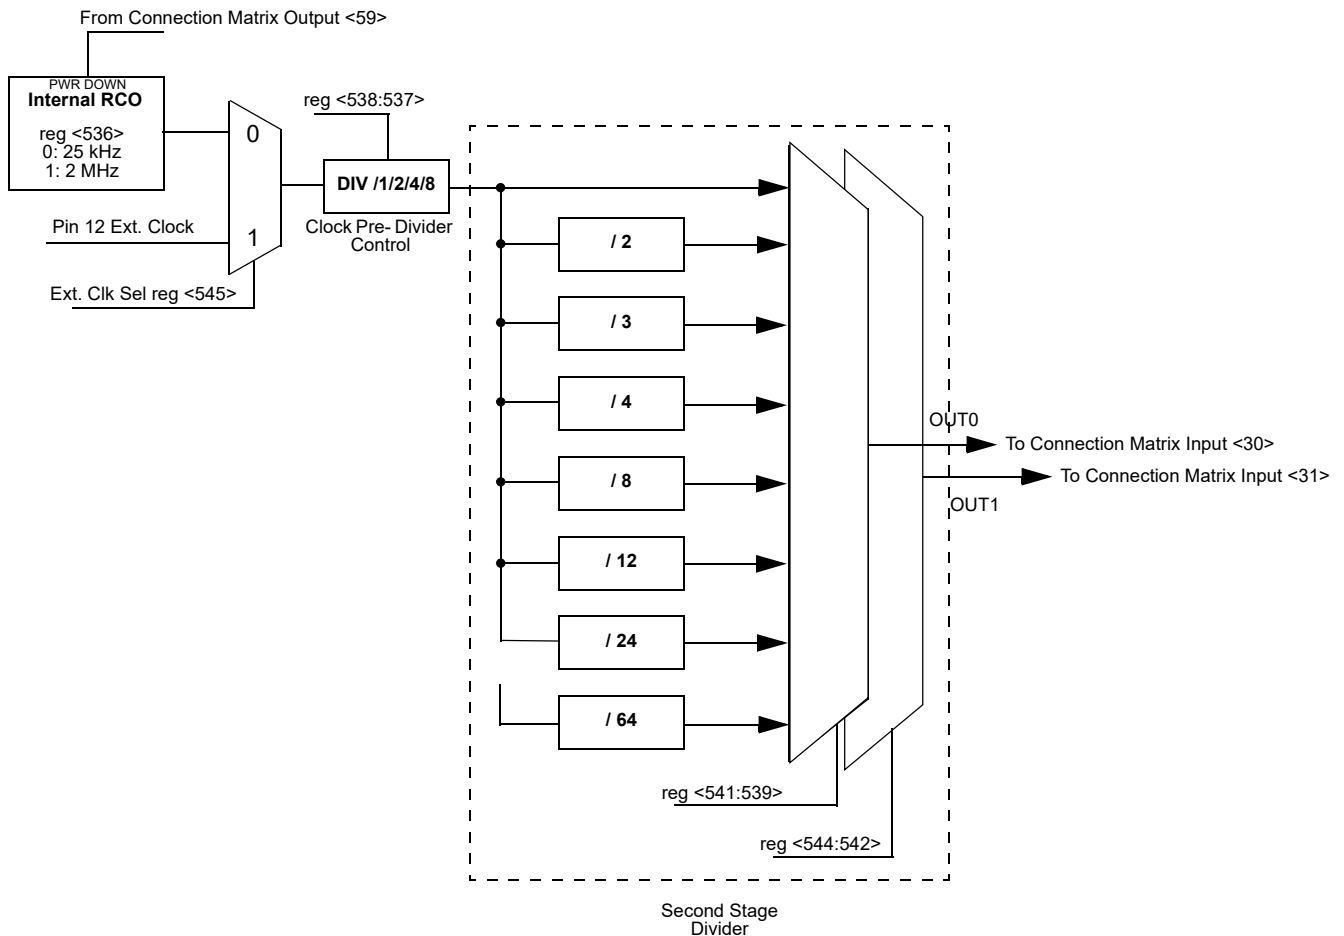 From Connection Matrix Output <59>
PWR DOWN
Internal RCO
reg <536>
0: 25 kHz
1: 2 MHz
0
reg <538:537>
DIV /1/2/4/8
Clock Pre- Divider
Control
Pin 12 Ext. Clock
1
Ext. Clk Sel reg <545>
/ 2
/ 3
/ 4
/ 8
/ 12
/ 24
/ 64
OUT0
To Connection Matrix Input <30>
To Connection Matrix Input <31>
OUT1
reg <541:539>
reg <544:542>
Second Stage
Divider